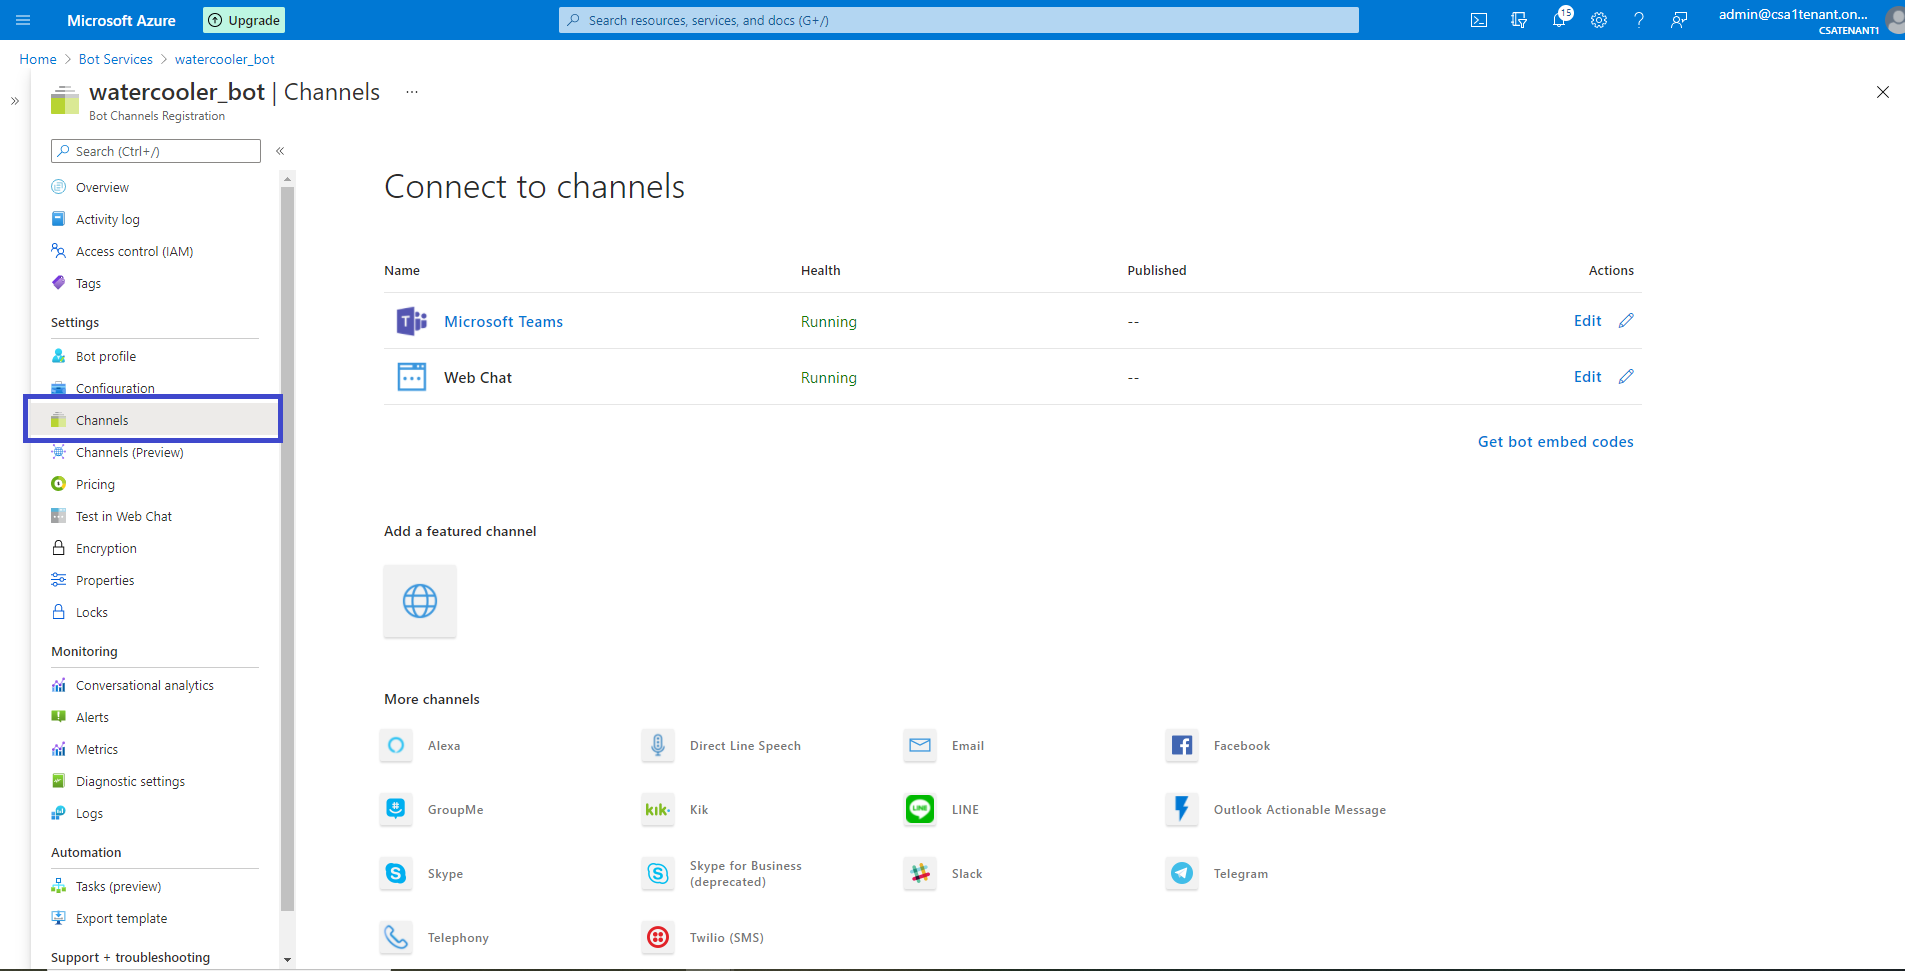 Microsoft Azure
Upgrade
Search resources, services, and docs (G+/)
15
admin@csa1tenant.on...
CSATENANT1
Home > Bot Services > watercooler_bot
watercooler_bot | Channels ...
Bot Channels Registration
Search (Ctrl+/)
Overview
Activity log
Access control (IAM)
Tags
Settings
Bot profile
Configuration
Channels
Channels (Preview)
Pricing
Test in Web Chat
Encryption
Properties
Locks
Monitoring
Conversational analytics
Alerts
Metrics
Diagnostic settings
Logs
Automation
Tasks (preview)
Export template
Support + troubleshooting
Connect to channels
Name Health Published Actions
Microsoft Teams Running -- Edit
Web Chat Running -- Edit
Get bot embed codes
Add a featured channel
More channels
Alexa Direct Line Speech Email Facebook
GroupMe Kik LINE Outlook Actionable Message
Skype Skype for Business (deprecated) Slack Telegram
Telephony Twilio (SMS)